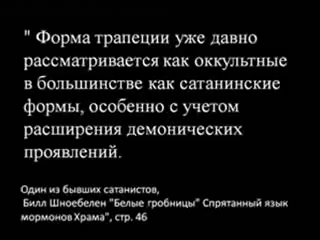 " Форма трапеции уже давно
рассматривается как оккультные
в большинстве как сатанинские
формы, особенно с учетом
расширения демонических
проявлений.
Один из бывших сатанистов,
Билл Шноебелен "Белые гробницы" Спрятанный язык
мормонов Храма", стр. 46